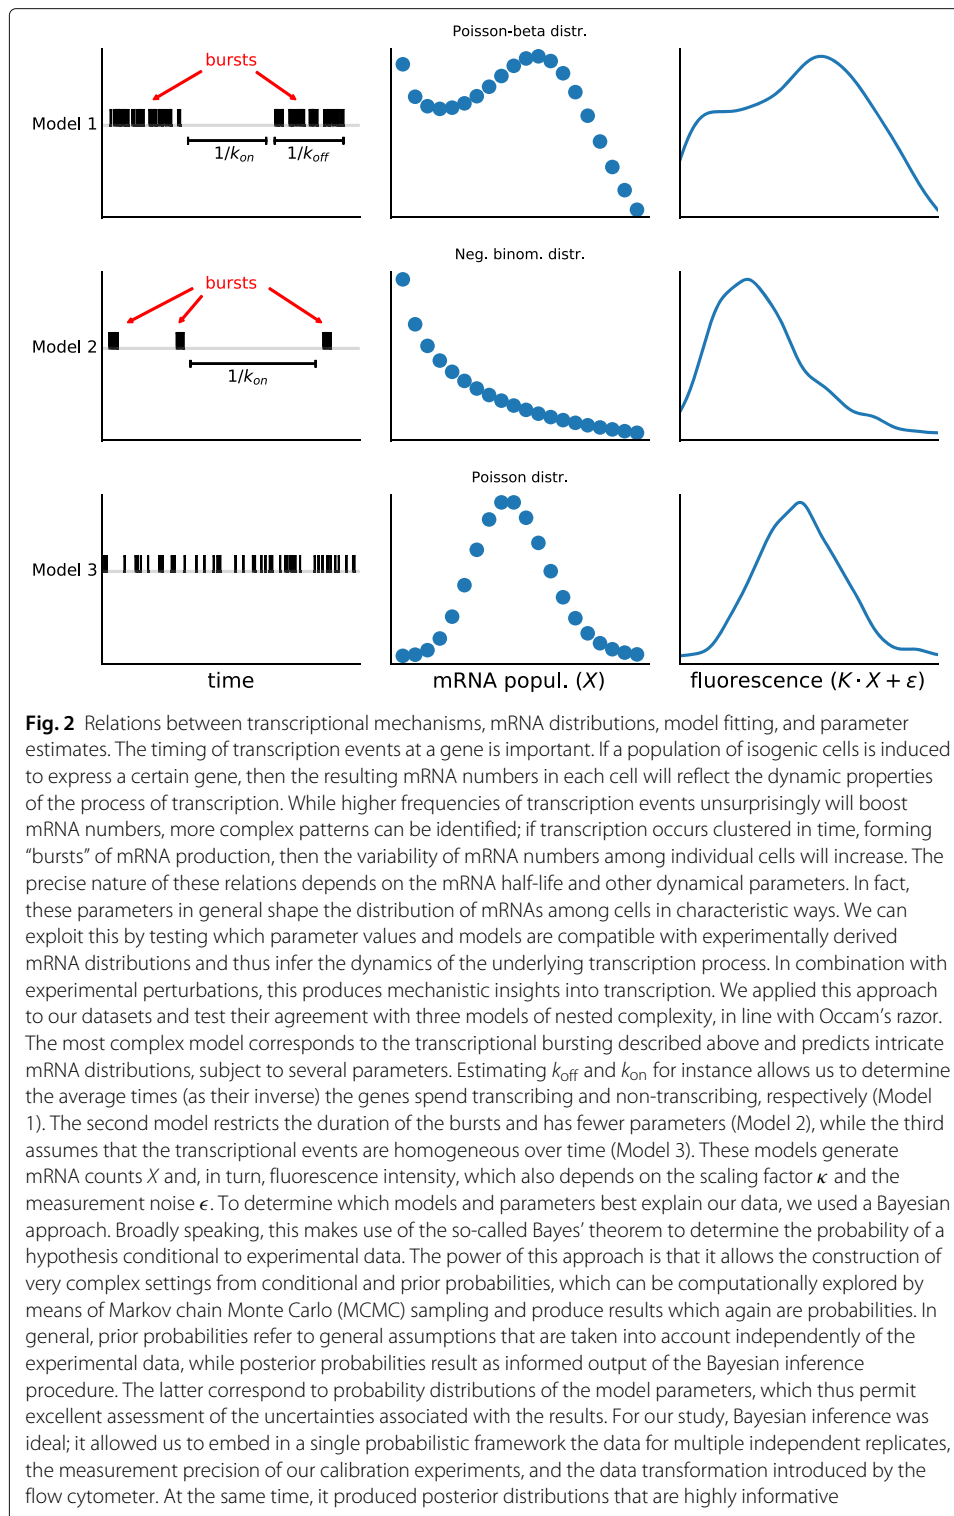 Poisson-beta distr.
bursts
Model 1
1/kon
1/koff
Neg. binom. distr.
bursts
Model 2
1/kon
Poisson distr.
Model 3
time
mRNA popul. (X)
fluorescence (K · X + ε)
Fig. 2 Relations between transcriptional mechanisms, mRNA distributions, model fitting, and parameter
estimates. The timing of transcription events at a gene is important. If a population of isogenic cells is induced
to express a certain gene, then the resulting mRNA numbers in each cell will reflect the dynamic properties
of the process of transcription. While higher frequencies of transcription events unsurprisingly will boost
mRNA numbers, more complex patterns can be identified; if transcription occurs clustered in time, forming
“bursts” of mRNA production, then the variability of mRNA numbers among individual cells will increase. The
precise nature of these relations depends on the mRNA half-life and other dynamical parameters. In fact,
these parameters in general shape the distribution of mRNAs among cells in characteristic ways. We can
exploit this by testing which parameter values and models are compatible with experimentally derived
mRNA distributions and thus infer the dynamics of the underlying transcription process. In combination with
experimental perturbations, this produces mechanistic insights into transcription. We applied this approach
to our datasets and test their agreement with three models of nested complexity, in line with Occam’s razor.
The most complex model corresponds to the transcriptional bursting described above and predicts intricate
mRNA distributions, subject to several parameters. Estimating koff and kon for instance allows us to determine
the average times (as their inverse) the genes spend transcribing and non-transcribing, respectively (Model
1). The second model restricts the duration of the bursts and has fewer parameters (Model 2), while the third
assumes that the transcriptional events are homogeneous over time (Model 3). These models generate
mRNA counts X and, in turn, fluorescence intensity, which also depends on the scaling factor κ and the
measurement noise ϵ. To determine which models and parameters best explain our data, we used a Bayesian
approach. Broadly speaking, this makes use of the so-called Bayes’ theorem to determine the probability of a
hypothesis conditional to experimental data. The power of this approach is that it allows the construction of
very complex settings from conditional and prior probabilities, which can be computationally explored by
means of Markov chain Monte Carlo (MCMC) sampling and produce results which again are probabilities. In
general, prior probabilities refer to general assumptions that are taken into account independently of the
experimental data, while posterior probabilities result as informed output of the Bayesian inference
procedure. The latter correspond to probability distributions of the model parameters, which thus permit
excellent assessment of the uncertainties associated with the results. For our study, Bayesian inference was
ideal; it allowed us to embed in a single probabilistic framework the data for multiple independent replicates,
the measurement precision of our calibration experiments, and the data transformation introduced by the
flow cytometer. At the same time, it produced posterior distributions that are highly informative